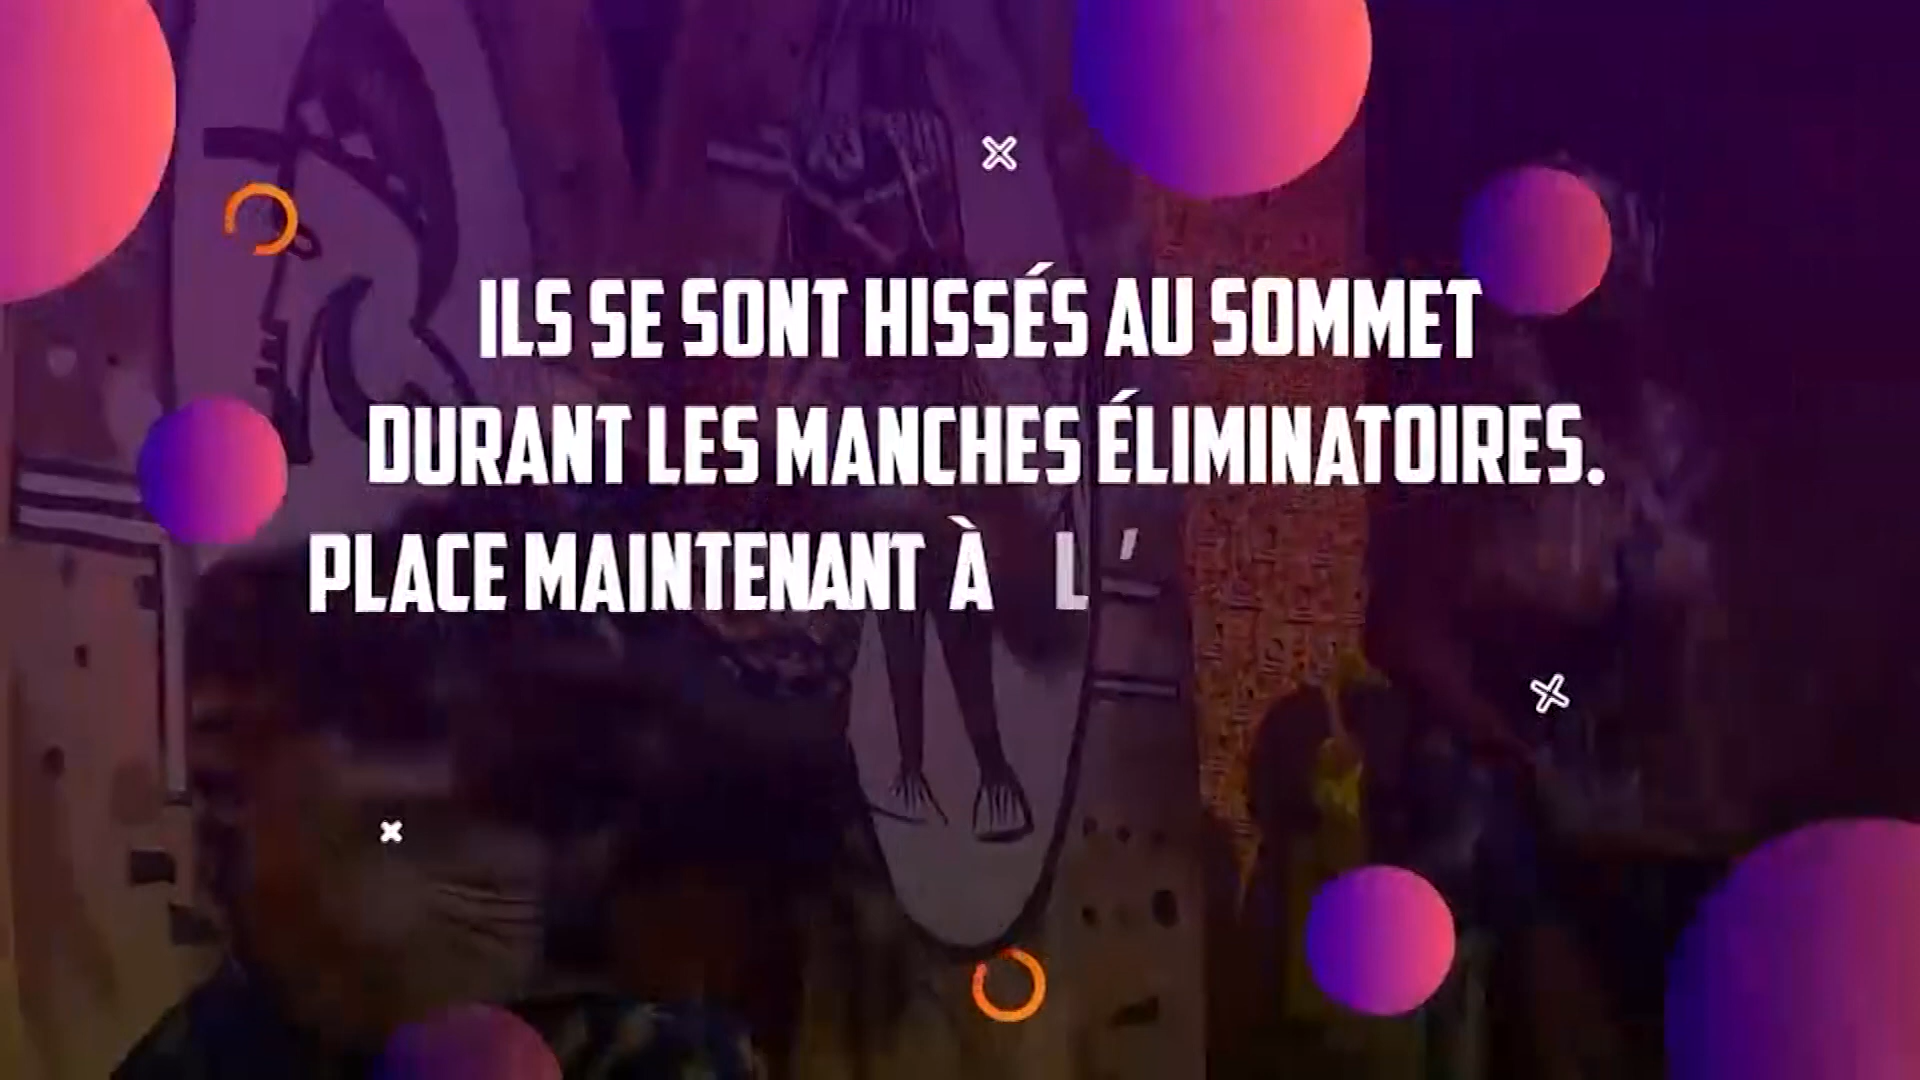 ILS SE SONT HISSÉS AU SOMMET
DURANT LES MANCHES ÉLIMINATOIRES.
PLACE MAINTENANT À L'